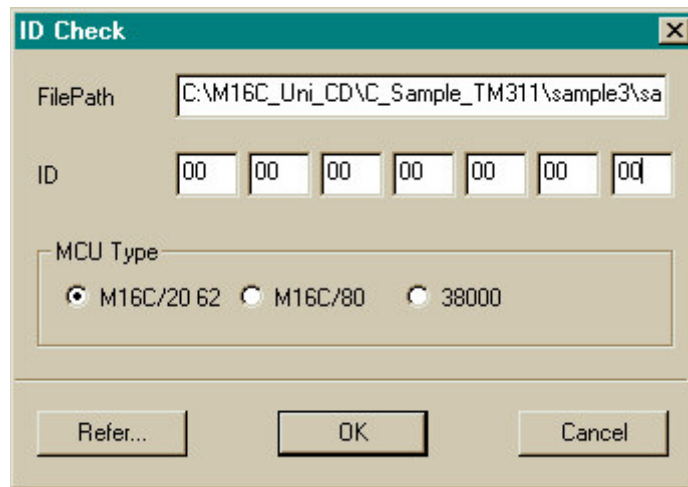 ID Check
FilePath C:\M16C_Uni_CD\C_Sample_TM311\sample3\sa
ID 00 00 00 00 00 00 00
MCU Type
M16C/20 62 M16C/80 38000
Refer... OK Cancel